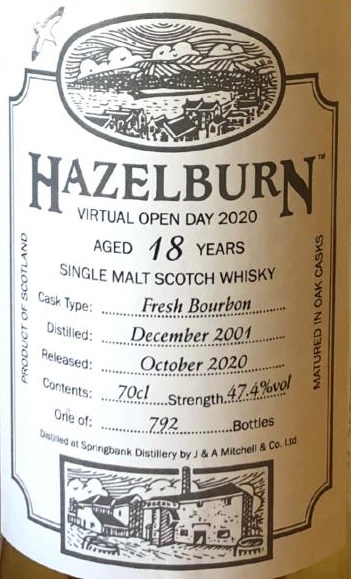 HAZELBURN™
VIRTUAL OPEN DAY 2020
AGED 18 YEARS
SINGLE MALT SCOTCH WHISKY
Cask Type: Fresh Bourbon
Distilled: December 2001
Released: October 2020
Contents: 70cl Strength 47.4%vol
One of: 792 Bottles
Distilled at Springbank Distillery by J & A Mitchell & Co. Ltd
PRODUCT OF SCOTLAND
MATURED IN OAK CASKS